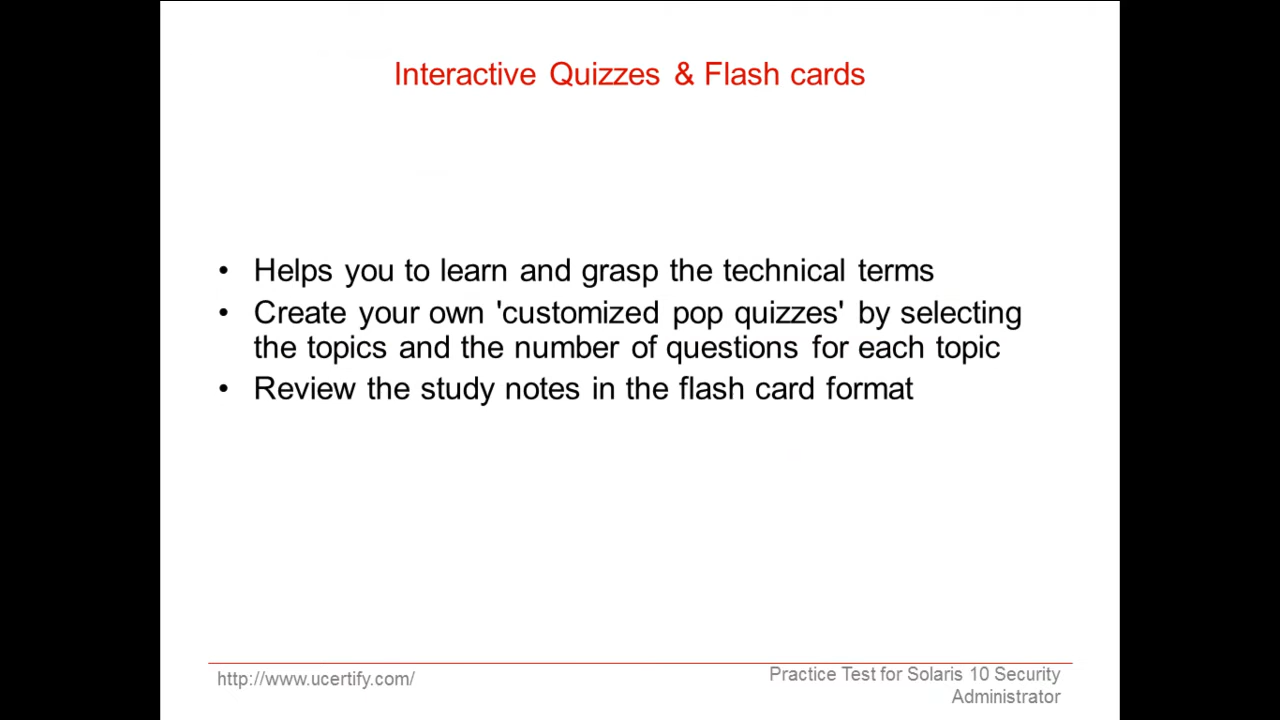 Interactive Quizzes & Flash cards
• Helps you to learn and grasp the technical terms
• Create your own 'customized pop quizzes' by selecting
the topics and the number of questions for each topic
• Review the study notes in the flash card format
http://www.ucertify.com/
Practice Test for Solaris 10 Security
Administrator